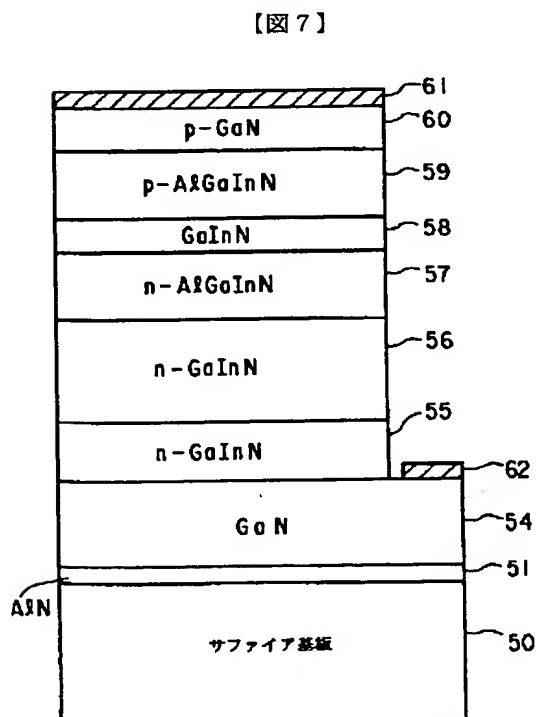 【図7】
61
p-GaN 60
p-AlGaInN 59
GaInN 58
n-AlGaInN 57
n-GaInN 56
n-GaInN 55
62
GaN 54
51
AlN
サファイア基板 50